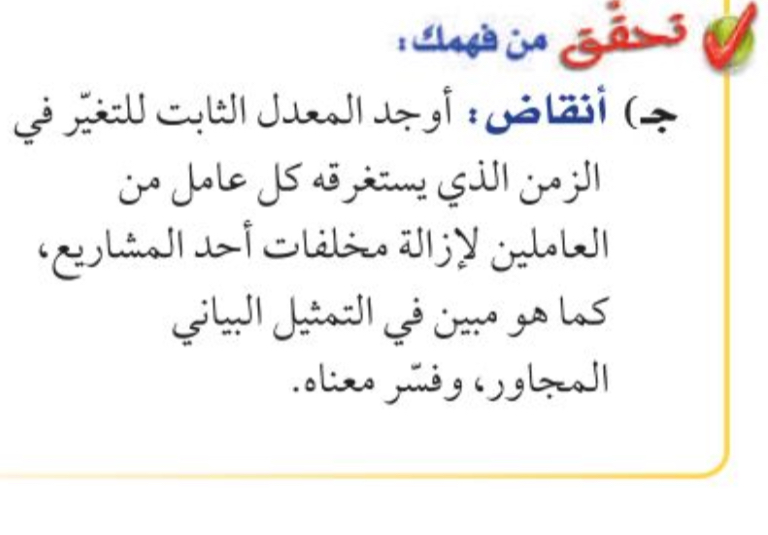 تحقق من فهمك:
جـ) أنقاض: أوجد المعدل الثابت للتغيّر في
الزمن الذي يستغرقه كل عامل من
العاملين لإزالة مخلفات أحد المشاريع،
كما هو مبين في التمثيل البياني
المجاور، وفسّر معناه.